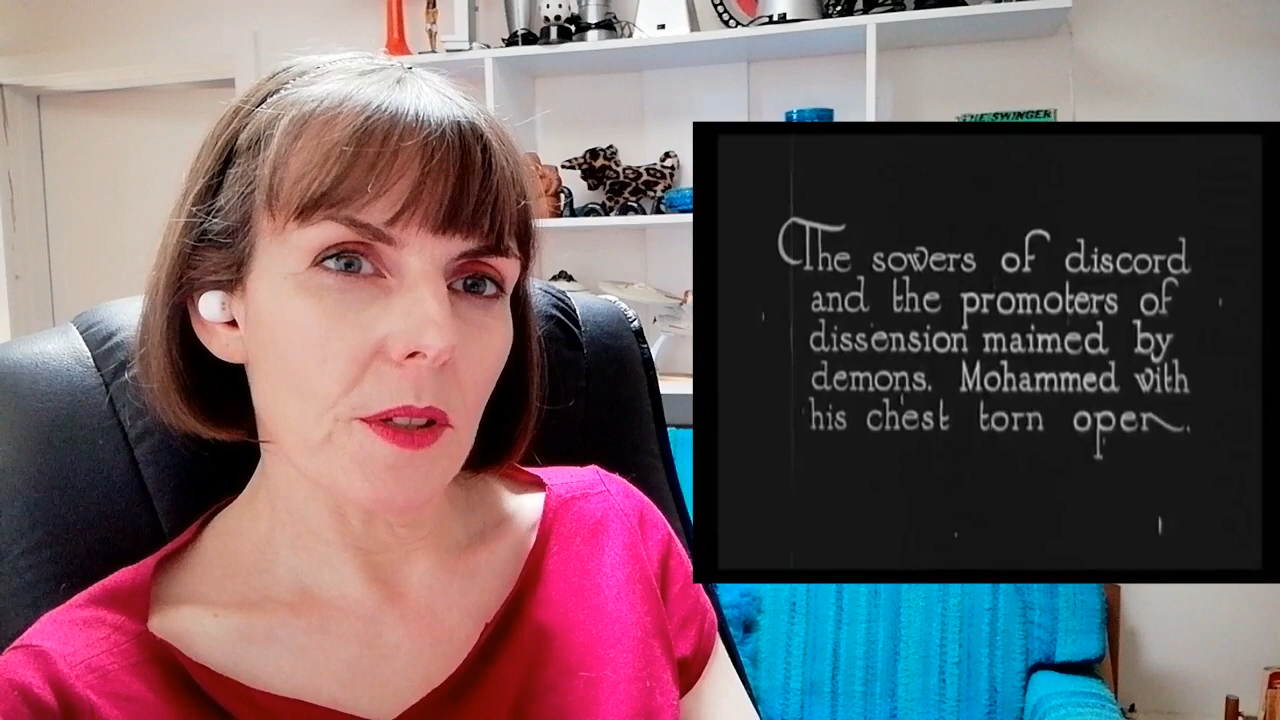 THE SWINGER
The sowers of discord
and the promoters of
dissension maimed by
demons. Mohammed with
his chest torn open.